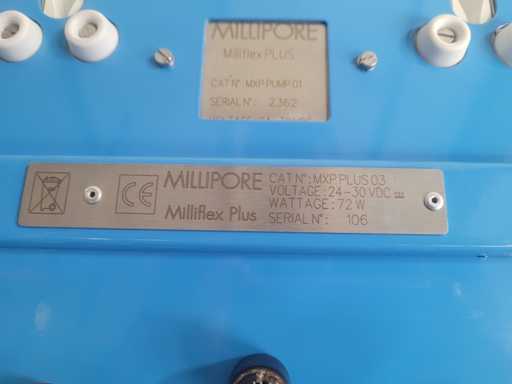 MILLIPORE
Milliflex PLUS
CAT N°: MXP PUMP 01
SERIAL N°: 2362
CE
MILLIPORE
Milliflex Plus
CAT N°: MXP.PLUS 03
VOLTAGE: 24-30 VDC
WATTAGE: 72 W
SERIAL N°: 106